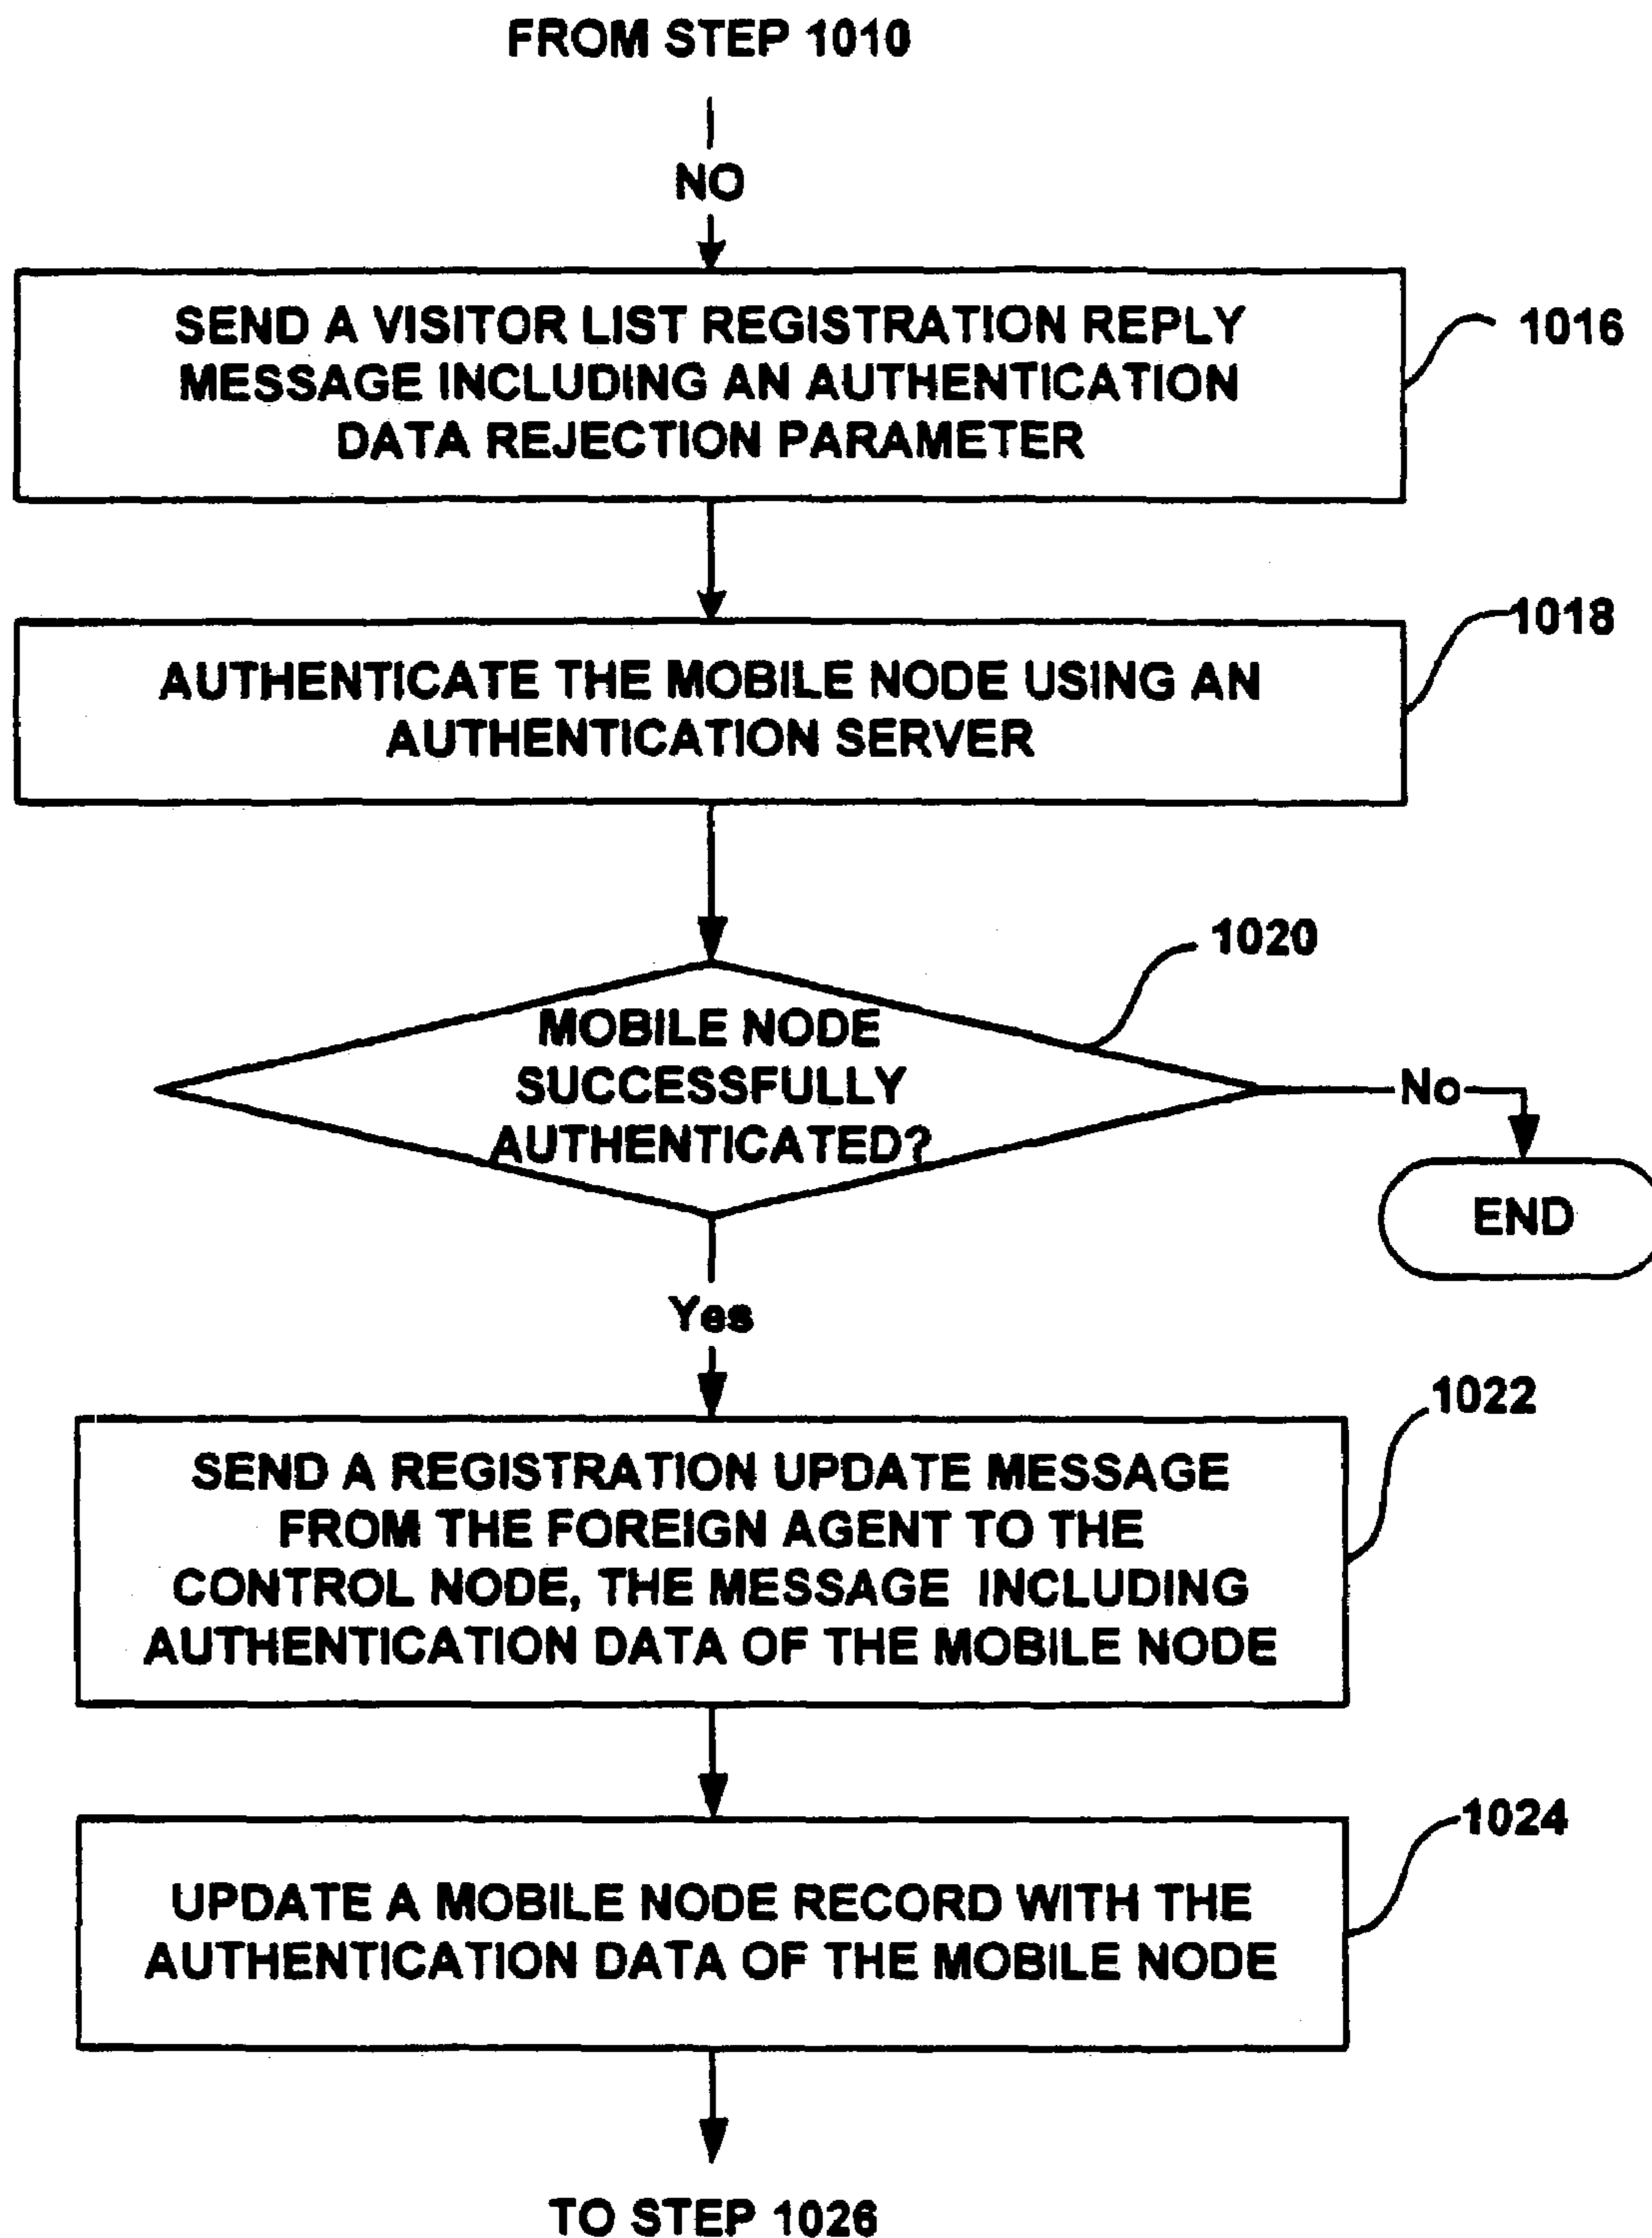 FROM STEP 1010
NO
SEND A VISITOR LIST REGISTRATION REPLY
MESSAGE INCLUDING AN AUTHENTICATION
DATA REJECTION PARAMETER
1016
AUTHENTICATE THE MOBILE NODE USING AN
AUTHENTICATION SERVER
1018
MOBILE NODE
SUCCESSFULLY
AUTHENTICATED?
1020
No
END
Yes
SEND A REGISTRATION UPDATE MESSAGE
FROM THE FOREIGN AGENT TO THE
CONTROL NODE, THE MESSAGE INCLUDING
AUTHENTICATION DATA OF THE MOBILE NODE
1022
UPDATE A MOBILE NODE RECORD WITH THE
AUTHENTICATION DATA OF THE MOBILE NODE
1024
TO STEP 1026